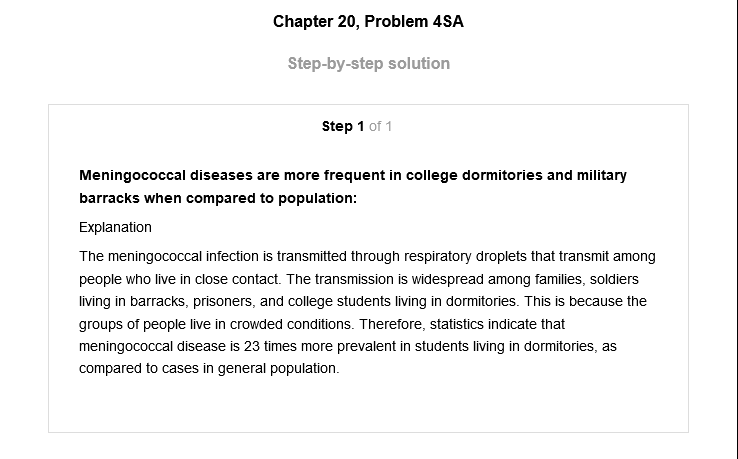 Chapter 20, Problem 4SA
Step-by-step solution
Step 1 of 1
Meningococcal diseases are more frequent in college dormitories and military
barracks when compared to population:
Explanation
The meningococcal infection is transmitted through respiratory droplets that transmit among
people who live in close contact. The transmission is widespread among families, soldiers
living in barracks, prisoners, and college students living in dormitories. This is because the
groups of people live in crowded conditions. Therefore, statistics indicate that
meningococcal disease is 23 times more prevalent in students living in dormitories, as
compared to cases in general population.